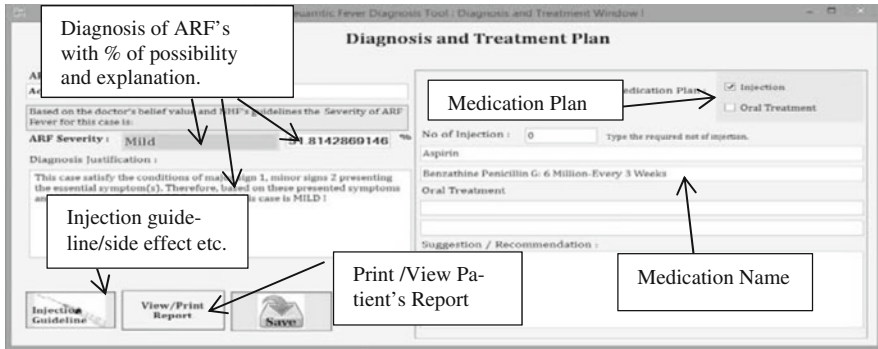 Rheuamtic Fever Diagnosis Tool : Diagnosis and Treatment Window !
Diagnosis and Treatment Plan
Diagnosis of ARF's
with % of possibility
and explanation.
Based on the doctor's belief value and NHF's guidelines the Severity of ARF
Fever for this case is:
ARF Severity :
Mild
51.8142869146 %
Diagnosis Justification :
This case satisfy the conditions of major sign 1, minor signs 2 presenting
the essential symptom(s). Therefore, based on these presented symptoms
case is MILD !
Injection guide-
line/side effect etc.
Injection
Guideline
View/Print
Report
Save
Print /View Pa-
tient's Report
Medication Plan
Medication Plan
Injection
Oral Treatment
No of Injection :
0
Type the required not of injection.
Aspirin
Benzathine Penicillin G: 6 Million-Every 3 Weeks
Oral Treatment
Suggestion / Recommendation :
Medication Name